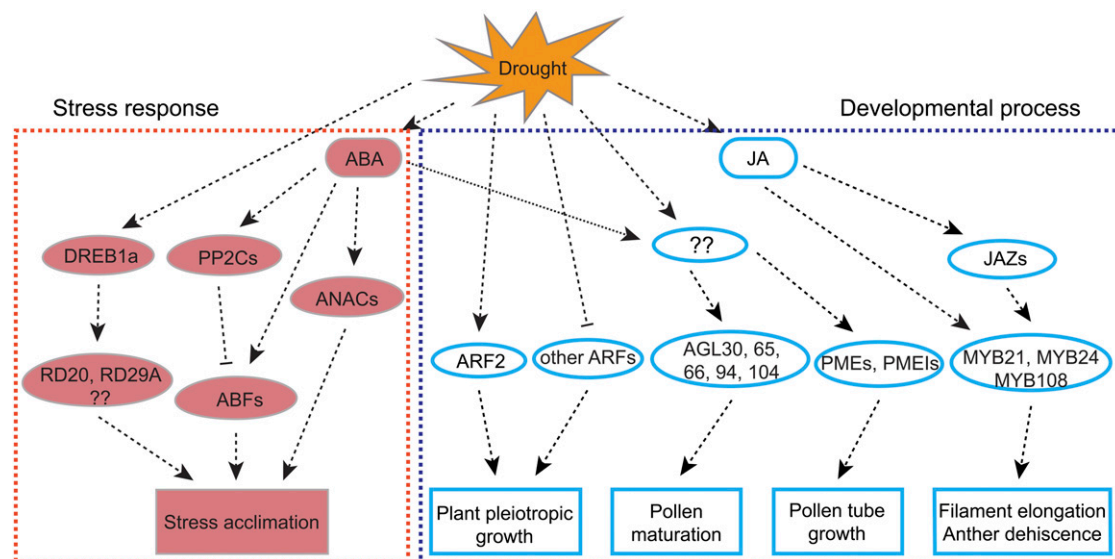 Drought
Stress response
Developmental process
ABA
JA
DREB1a
PP2Cs
??
JAZs
ANACs
RD20, RD29A
??
ABFs
ARF2
other ARFs
AGL30, 65,
66, 94, 104
PMEs, PMEIs
MYB21, MYB24
MYB108
Stress acclimation
Plant pleiotropic
growth
Pollen
maturation
Pollen tube
growth
Filament elongation
Anther dehiscence